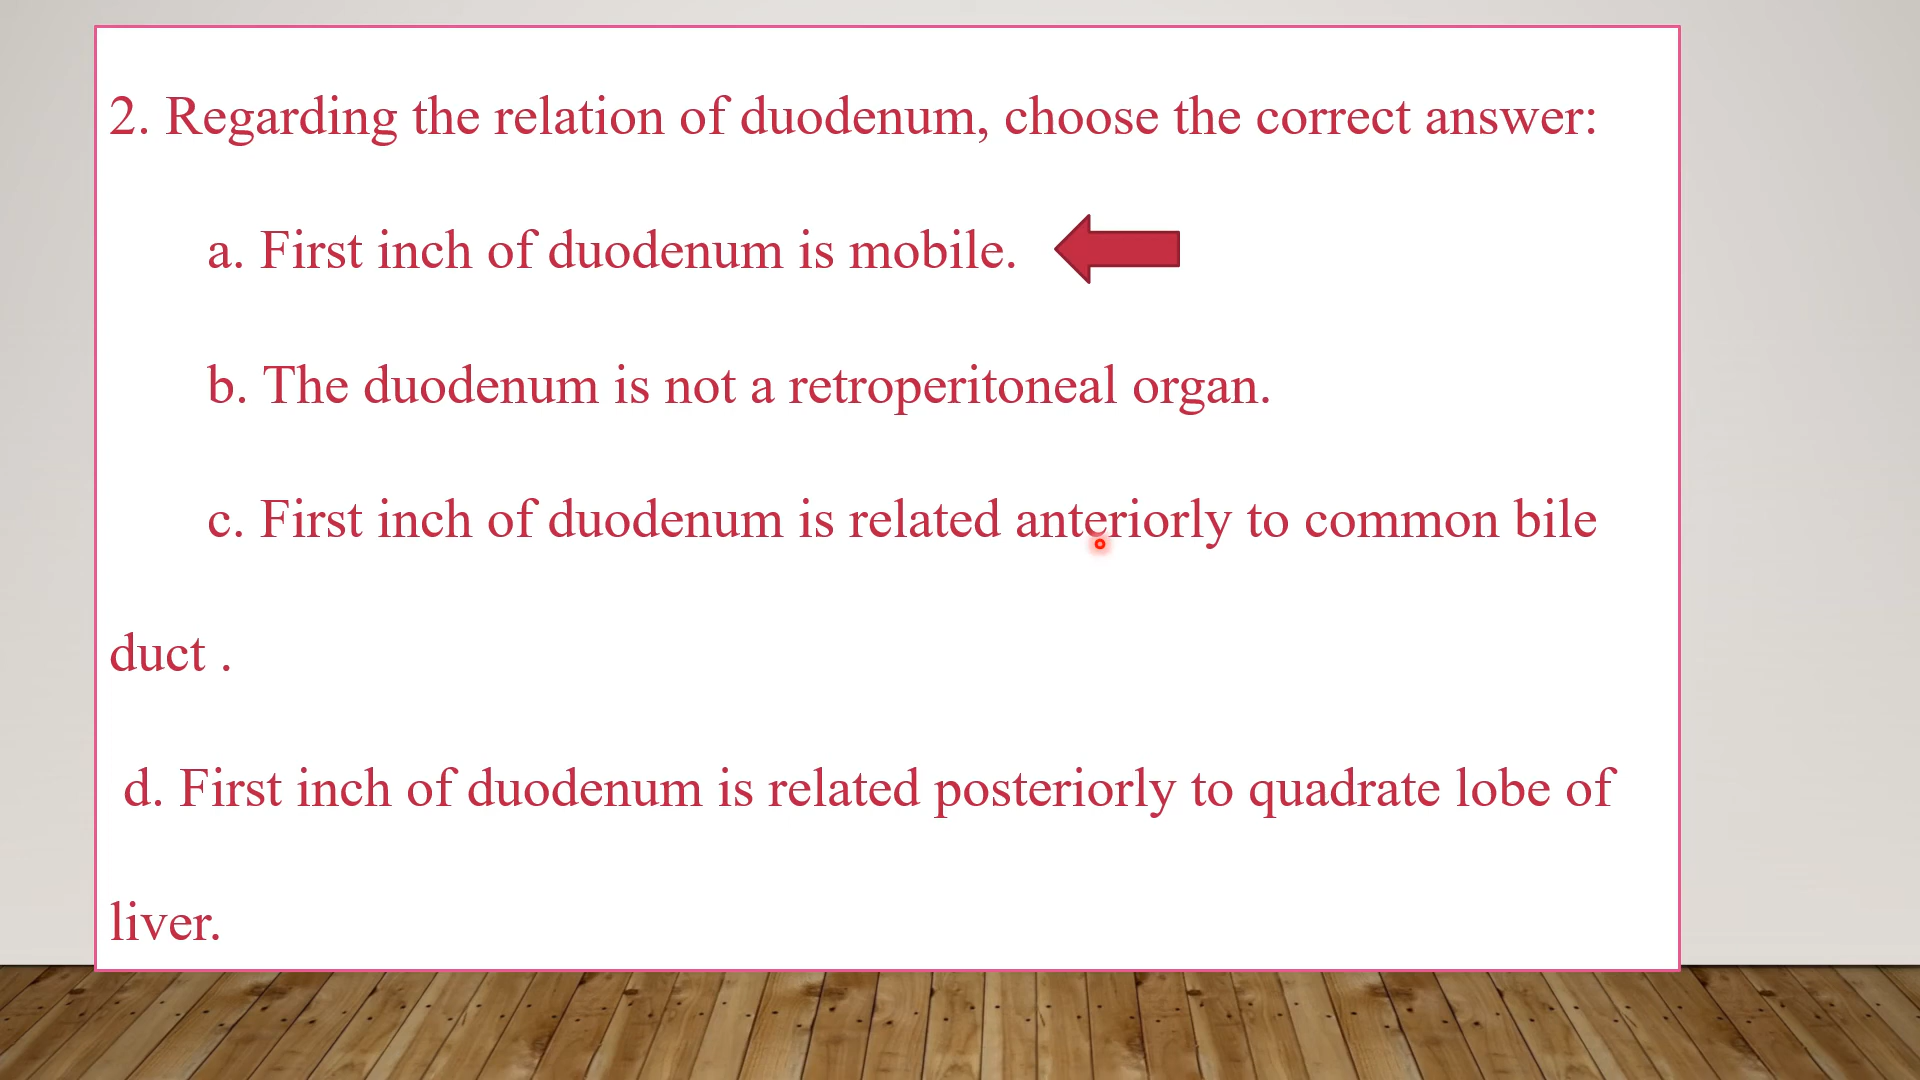 2. Regarding the relation of duodenum, choose the correct answer:
a. First inch of duodenum is mobile.
b. The duodenum is not a retroperitoneal organ.
c. First inch of duodenum is related anteriorly to common bile
duct .
d. First inch of duodenum is related posteriorly to quadrate lobe of
liver.